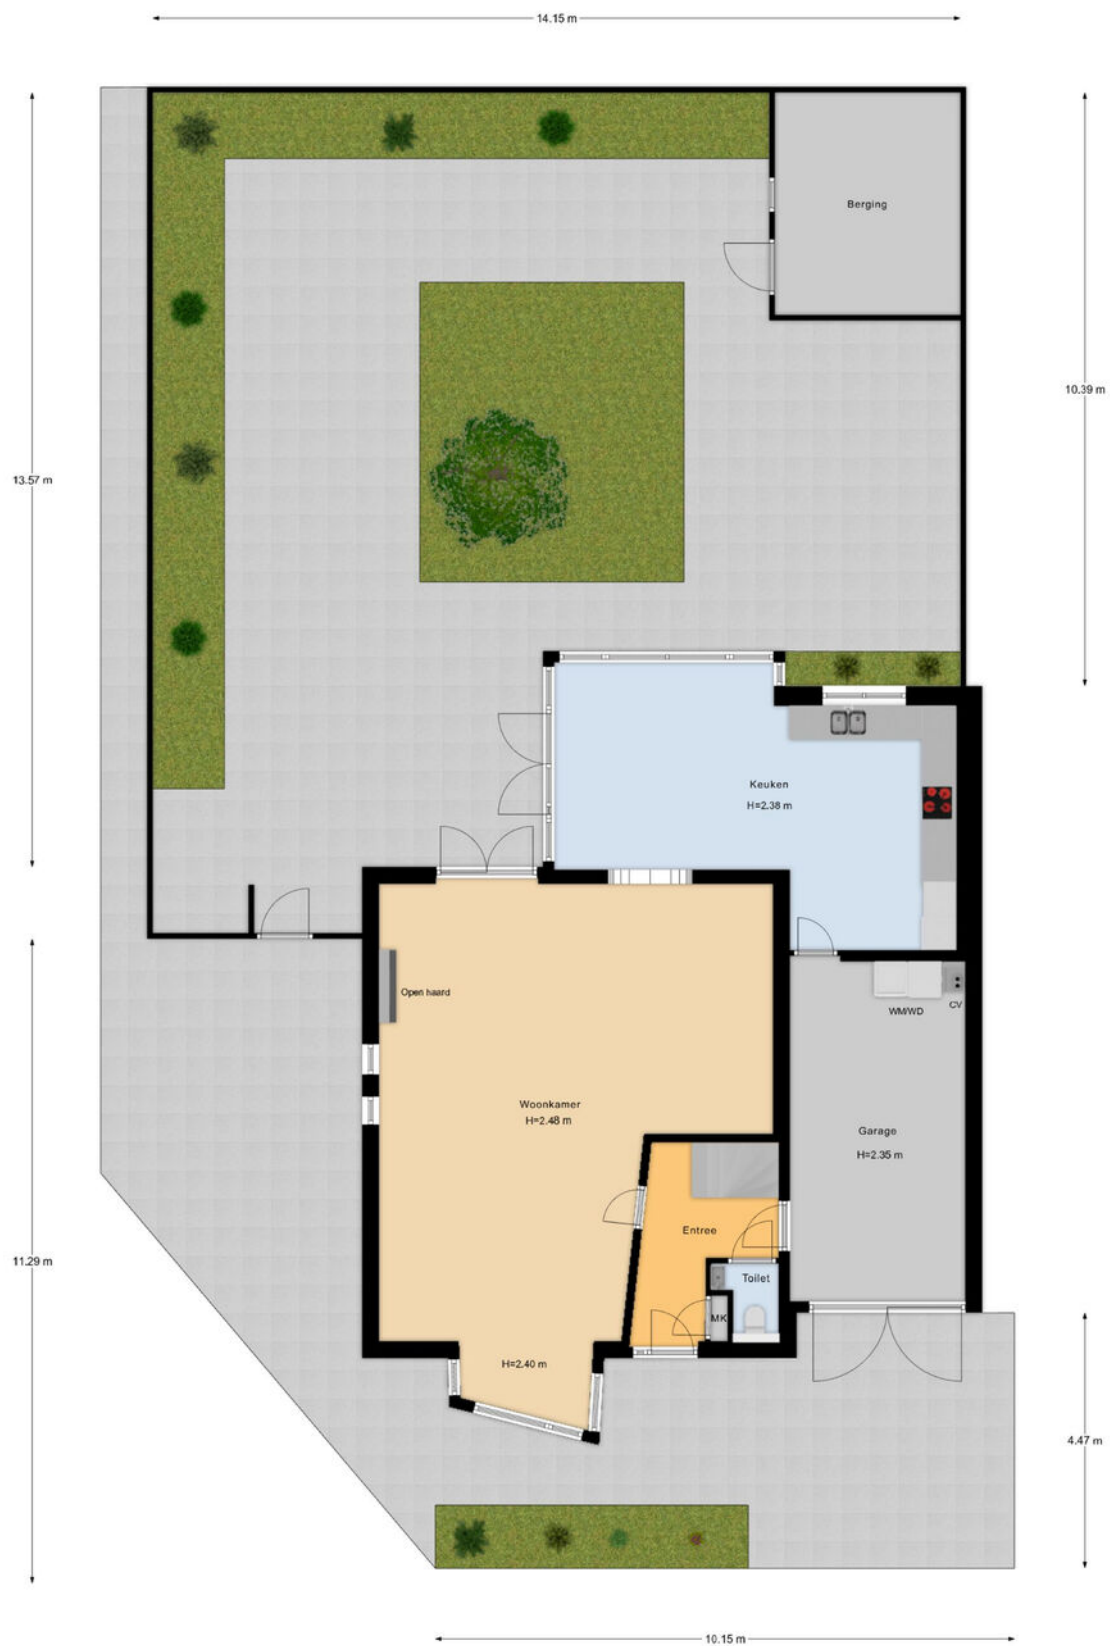 14.15 m
Berging
10.39 m
13.57 m
Keuken
H=2.38 m
Open haard
WM/WD
CV
Woonkamer
H=2.48 m
Garage
H=2.35 m
Entree
11.29 m
Toilet
MK
H=2.40 m
4.47 m
10.15 m